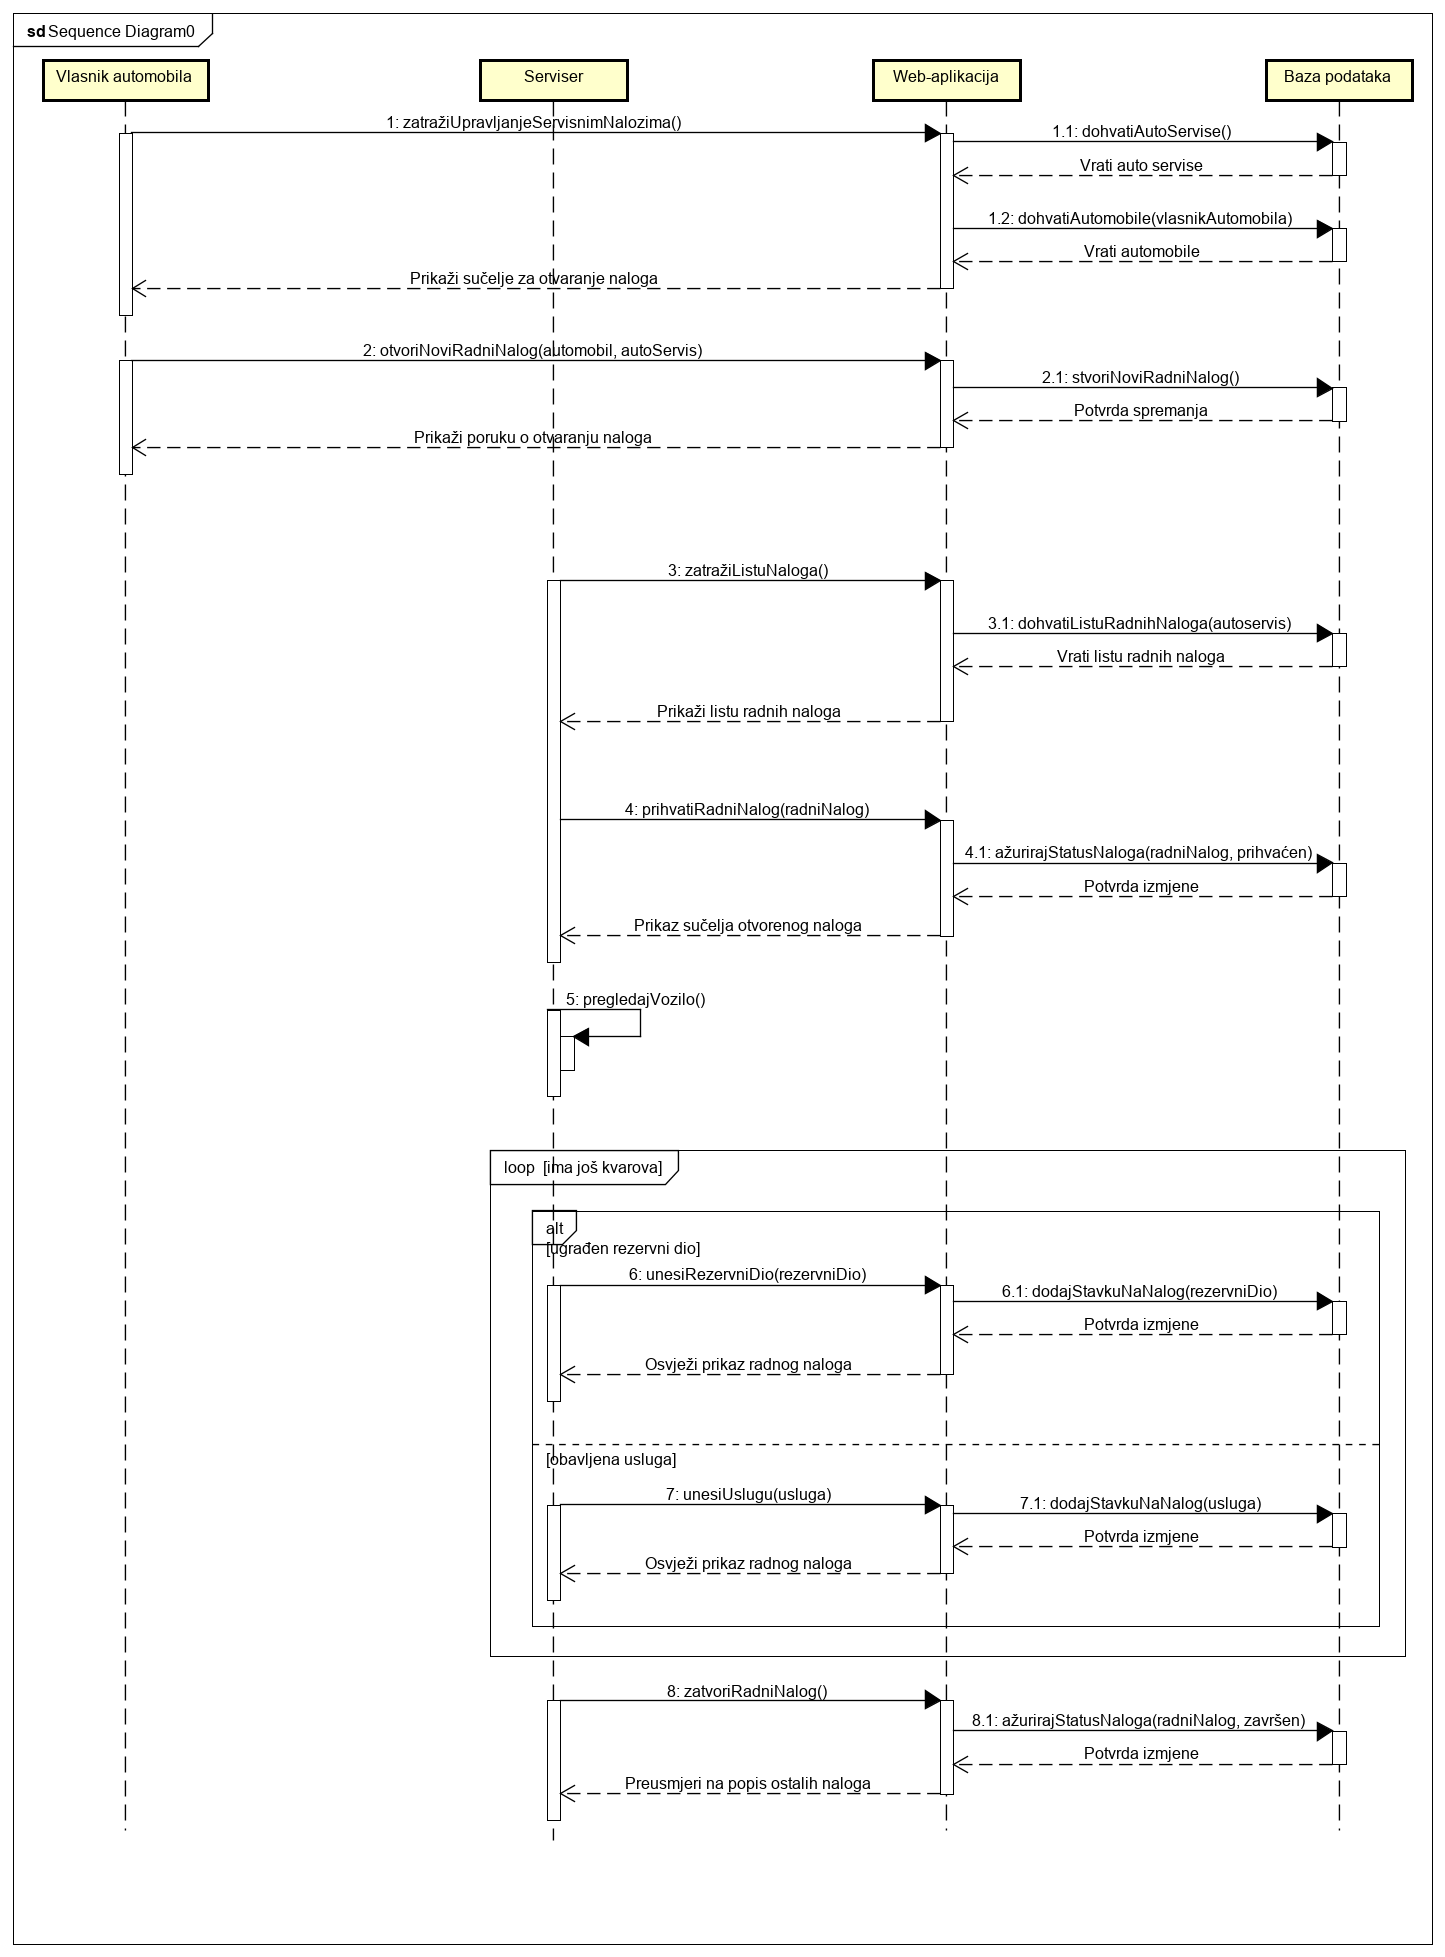 sd Sequence Diagram0
Vlasnik automobila
Serviser
Web-aplikacija
Baza podataka
1: zatražiUpravljanjeServisnimNalozima()
1.1: dohvatiAutoServise()
Vrati auto servise
1.2: dohvatiAutomobile(vlasnikAutomobila)
Vrati automobile
Prikaži sučelje za otvaranje naloga
2: otvoriNoviRadniNalog(automobil, autoServis)
2.1: stvoriNoviRadniNalog()
Potvrda spremanja
Prikaži poruku o otvaranju naloga
3: zatražiListuNaloga()
3.1: dohvatiListuRadnihNaloga(autoservis)
Vrati listu radnih naloga
Prikaži listu radnih naloga
4: prihvatiRadniNalog(radniNalog)
4.1: ažurirajStatusNaloga(radniNalog, prihvaćen)
Potvrda izmjene
Prikaz sučelja otvorenog naloga
5: pregledajVozilo()
loop [ima još kvarova]
alt
[ugrađen rezervni dio]
6: unesiRezervniDio(rezervniDio)
6.1: dodajStavkuNaNalog(rezervniDio)
Potvrda izmjene
Osvježi prikaz radnog naloga
[obavljena usluga]
7: unesiUslugu(usluga)
7.1: dodajStavkuNaNalog(usluga)
Potvrda izmjene
Osvježi prikaz radnog naloga
8: zatvoriRadniNalog()
8.1: ažurirajStatusNaloga(radniNalog, završen)
Potvrda izmjene
Preusmjeri na popis ostalih naloga